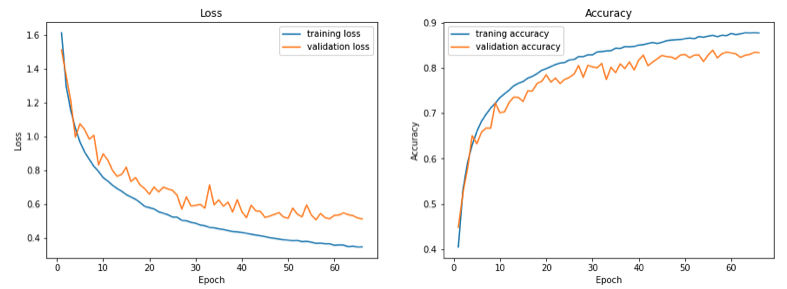 Loss
training loss
validation loss
1.6
1.4
1.2
1.0
0.8
0.6
0.4
Loss
0
10
20
30
40
50
60
Epoch
Accuracy
traning accuracy
validation accuracy
0.9
0.8
0.7
0.6
0.5
0.4
Accuracy
0
10
20
30
40
50
60
Epoch